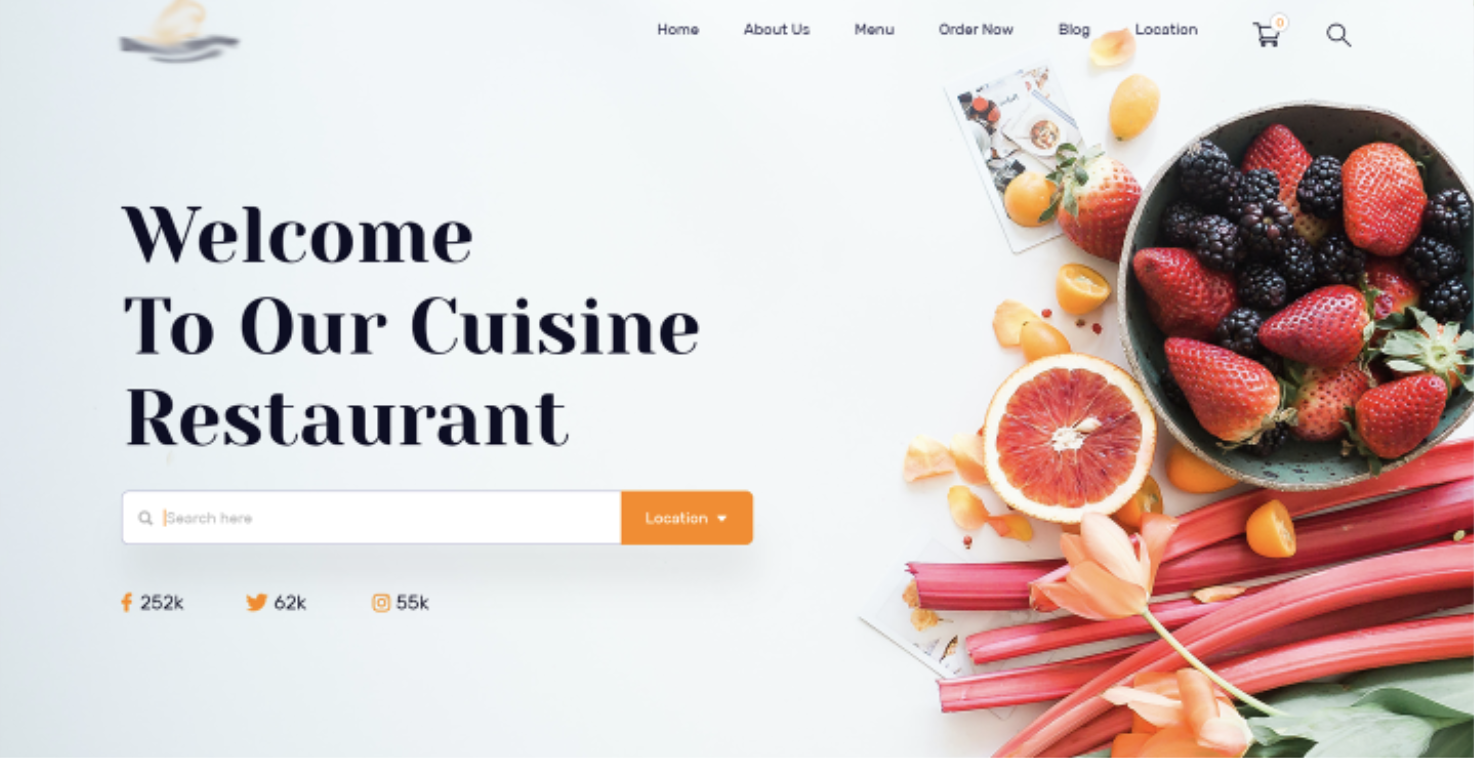 Home About Us Menu Order Now Blog Location 0
Welcome
To Our Cuisine
Restaurant
Search here Location
252k 62k 55k